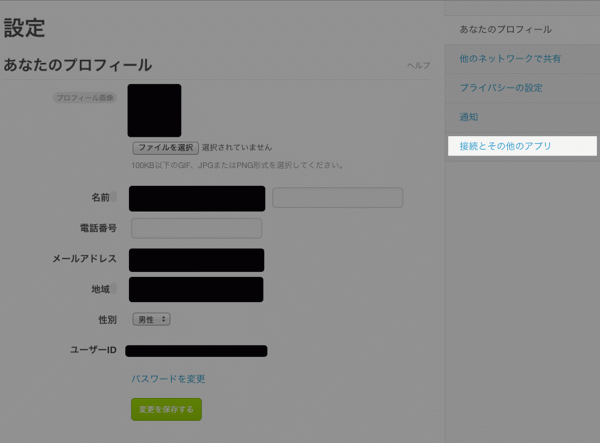 設定
あなたのプロフィール
ヘルプ
プロフィール画像
ファイルを選択 選択されていません
100KB以下のGIF、JPGまたはPNG形式を選択してください。
名前
電話番号
メールアドレス
地域
性別
男性
ユーザーID
パスワードを変更
変更を保存する
あなたのプロフィール
他のネットワークで共有
プライバシーの設定
通知
接続とその他のアプリ